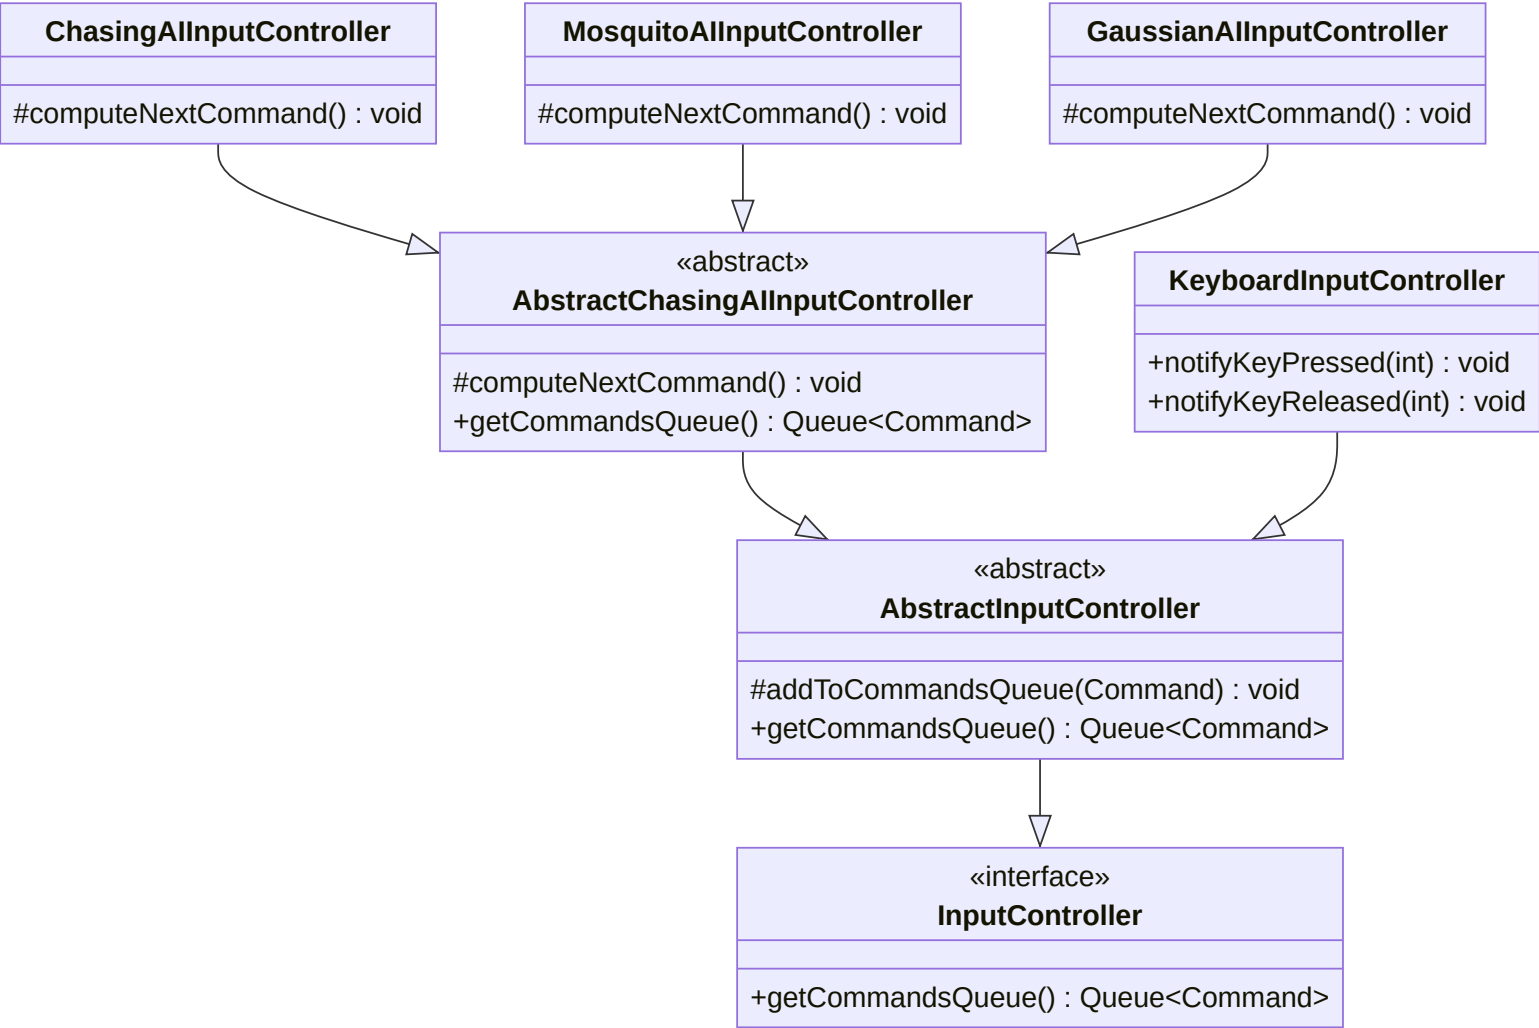 ChasingAIInputController
#computeNextCommand() : void
MosquitoAIInputController
#computeNextCommand() : void
GaussianAIInputController
#computeNextCommand() : void
«abstract»
AbstractChasingAIInputController
#computeNextCommand() : void
+getCommandsQueue() : Queue<Command>
KeyboardInputController
+notifyKeyPressed(int) : void
+notifyKeyReleased(int) : void
«abstract»
AbstractInputController
#addToCommandsQueue(Command) : void
+getCommandsQueue() : Queue<Command>
«interface»
InputController
+getCommandsQueue() : Queue<Command>